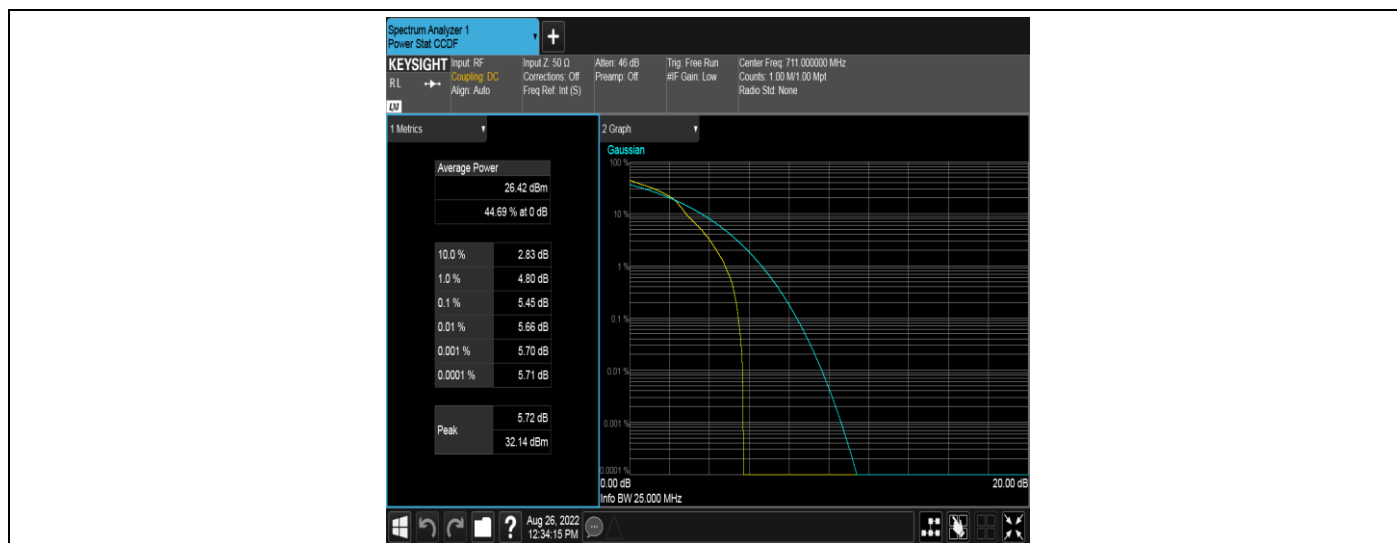 Spectrum Analyzer 1
Power Stat CCDF
KEYSIGHT
R L
LXI
Input: RF
Coupling: DC
Align: Auto
Input Z: 50 Ω
Corrections: Off
Freq Ref: Int (S)
Atten: 46 dB
Preamp: Off
Trig: Free Run
#IF Gain: Low
Center Freq: 711.000000 MHz
Counts: 1.00 M/1.00 Mpt
Radio Std: None
1 Metrics
Average Power
26.42 dBm
44.69 % at 0 dB
10.0 % 2.83 dB
1.0 % 4.80 dB
0.1 % 5.45 dB
0.01 % 5.66 dB
0.001 % 5.70 dB
0.0001 % 5.71 dB
Peak
5.72 dB
32.14 dBm
2 Graph
Gaussian
100 %
10 %
1 %
0.1 %
0.01 %
0.001 %
0.0001 %
0.00 dB 20.00 dB
Info BW 25.000 MHz
?
Aug 26, 2022
12:34:15 PM